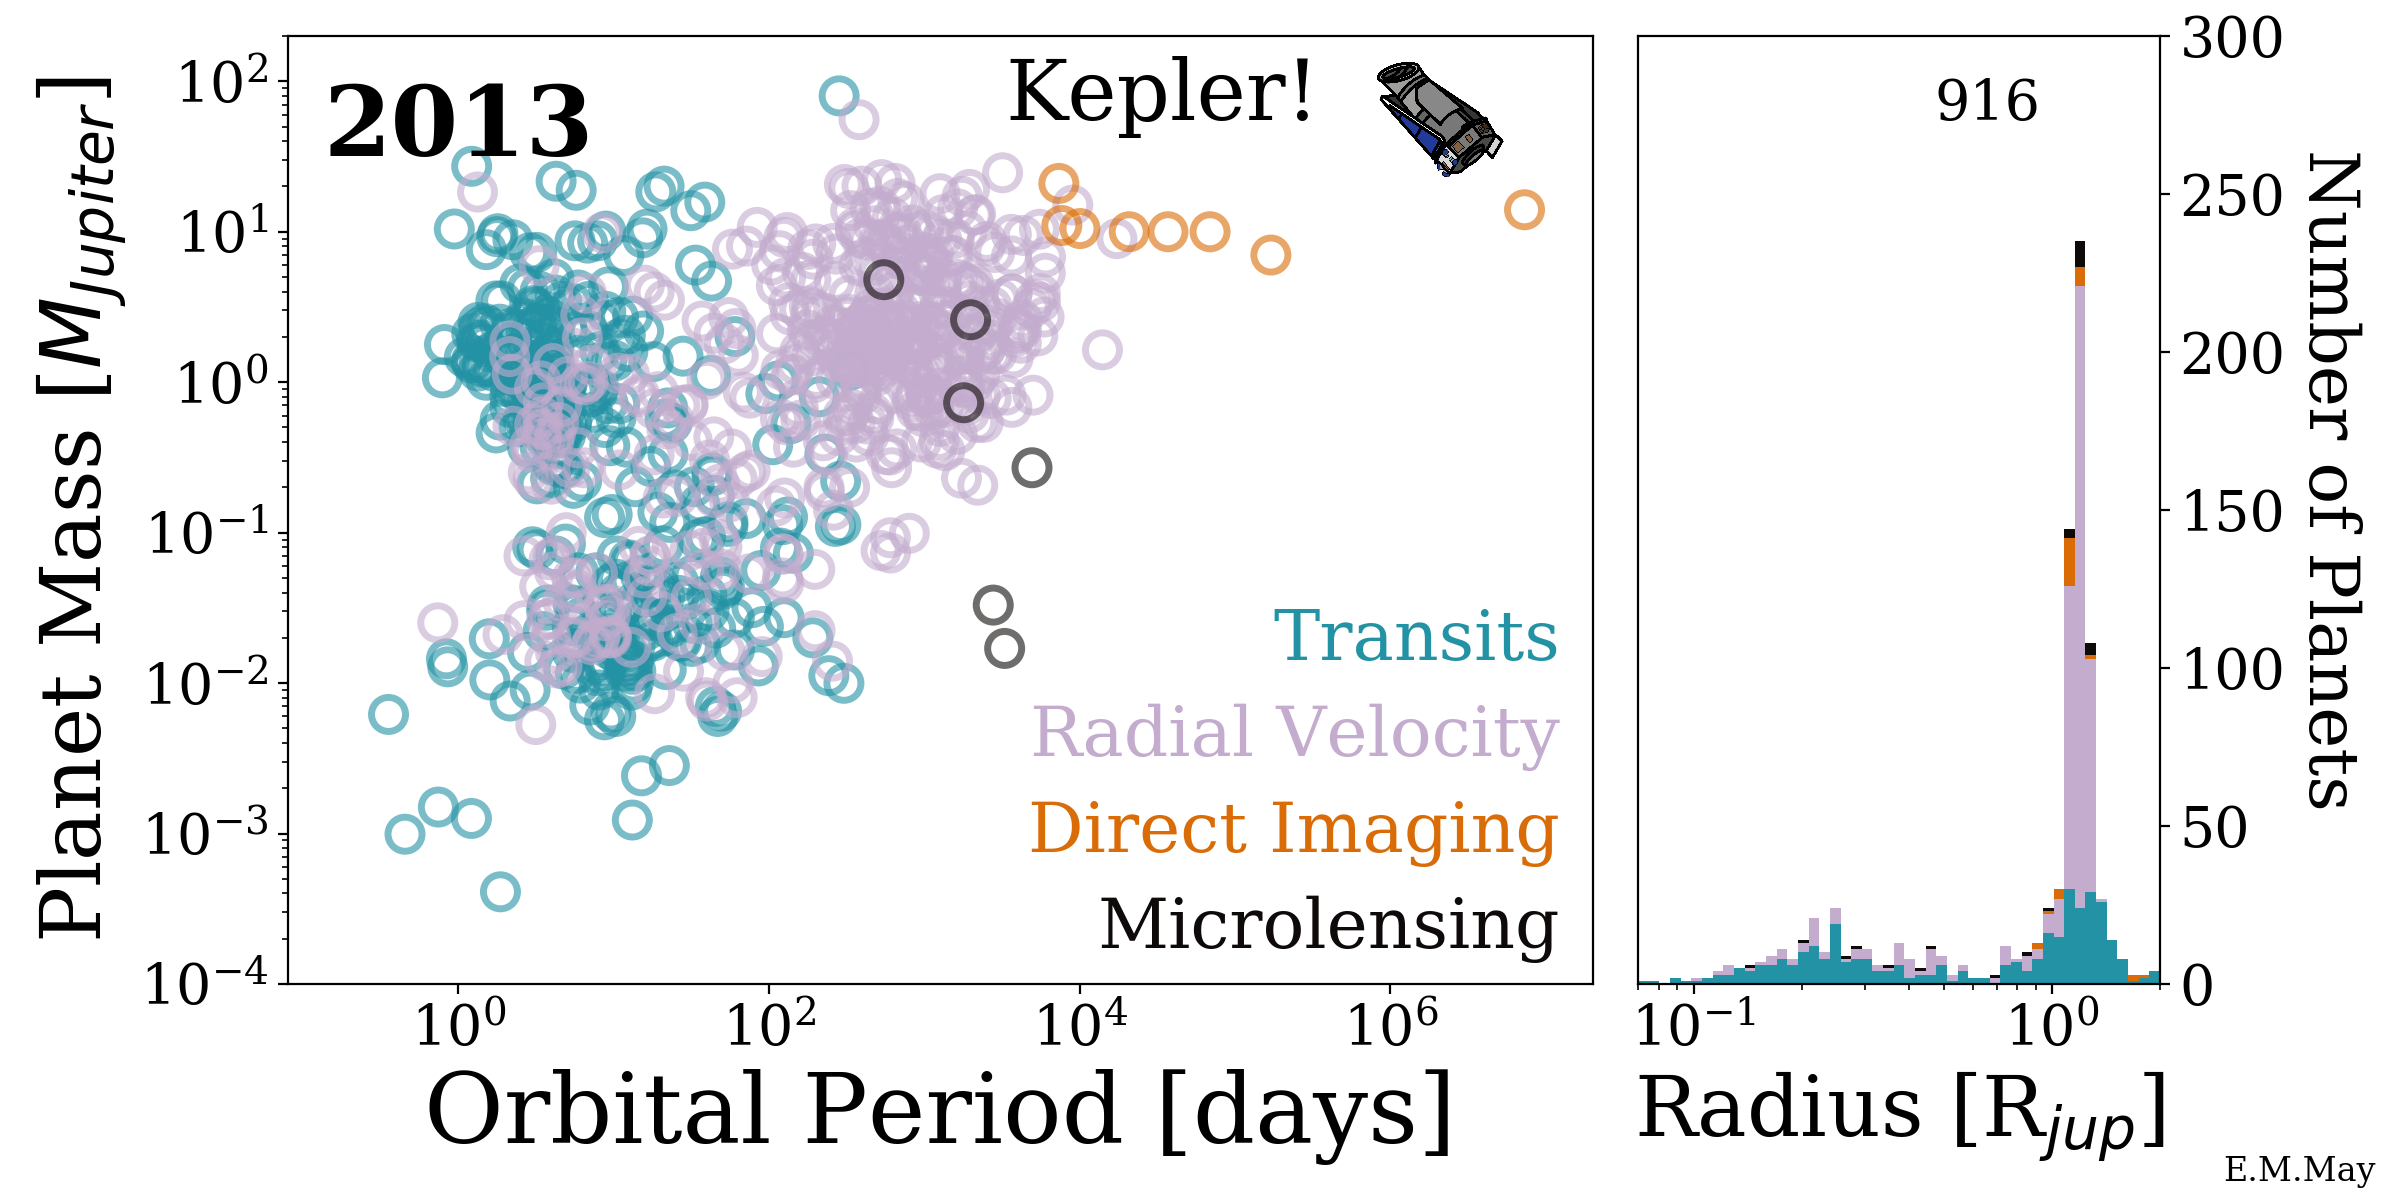 2013
Kepler!
916
Planet Mass [M_Jupiter]
10^2
10^1
10^0
10^-1
10^-2
10^-3
10^-4
Transits
Radial Velocity
Direct Imaging
Microlensing
10^0 10^2 10^4 10^6
Orbital Period [days]
300
250
200
150
100
50
0
Number of Planets
10^-1 10^0
Radius [R_jup]
E.M.May